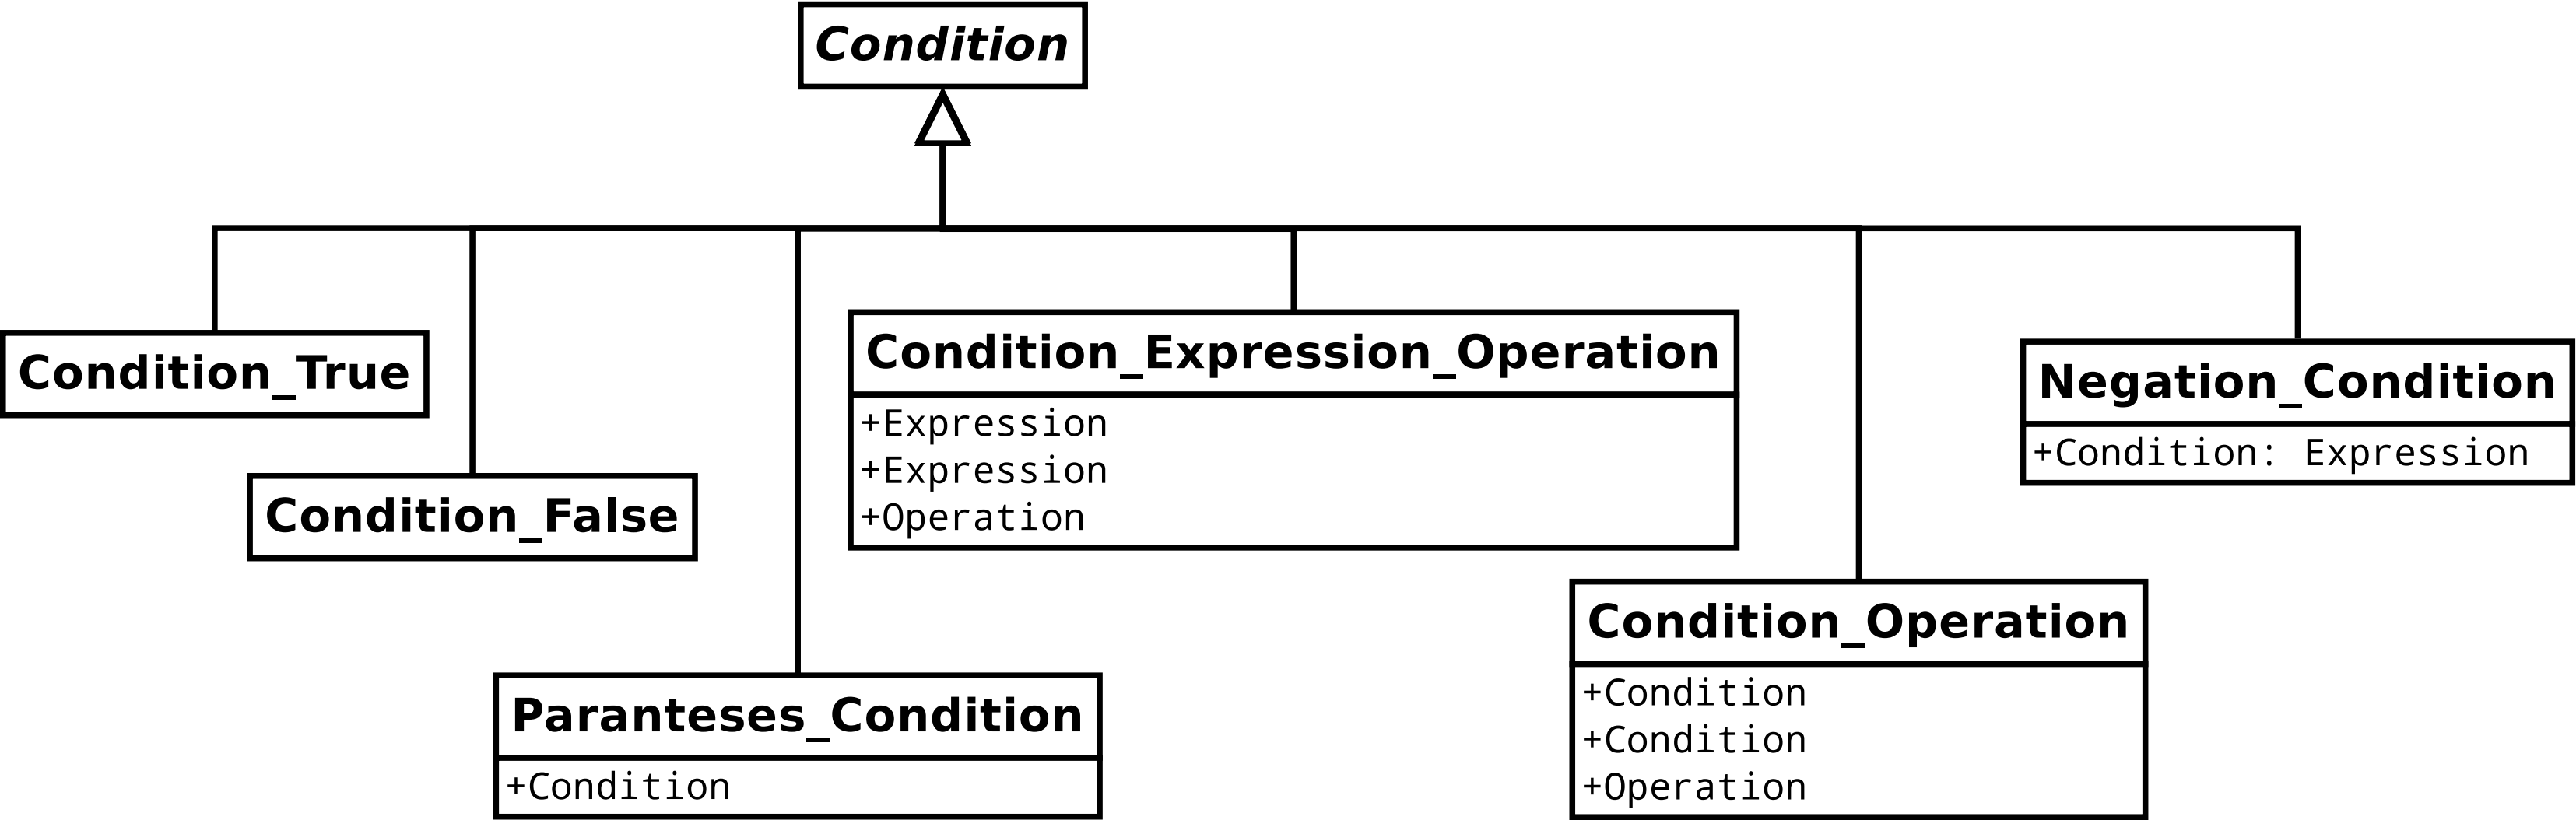 Condition
Condition_True
Condition_False
Paranteses_Condition
+Condition
Condition_Expression_Operation
+Expression
+Expression
+Operation
Condition_Operation
+Condition
+Condition
+Operation
Negation_Condition
+Condition: Expression